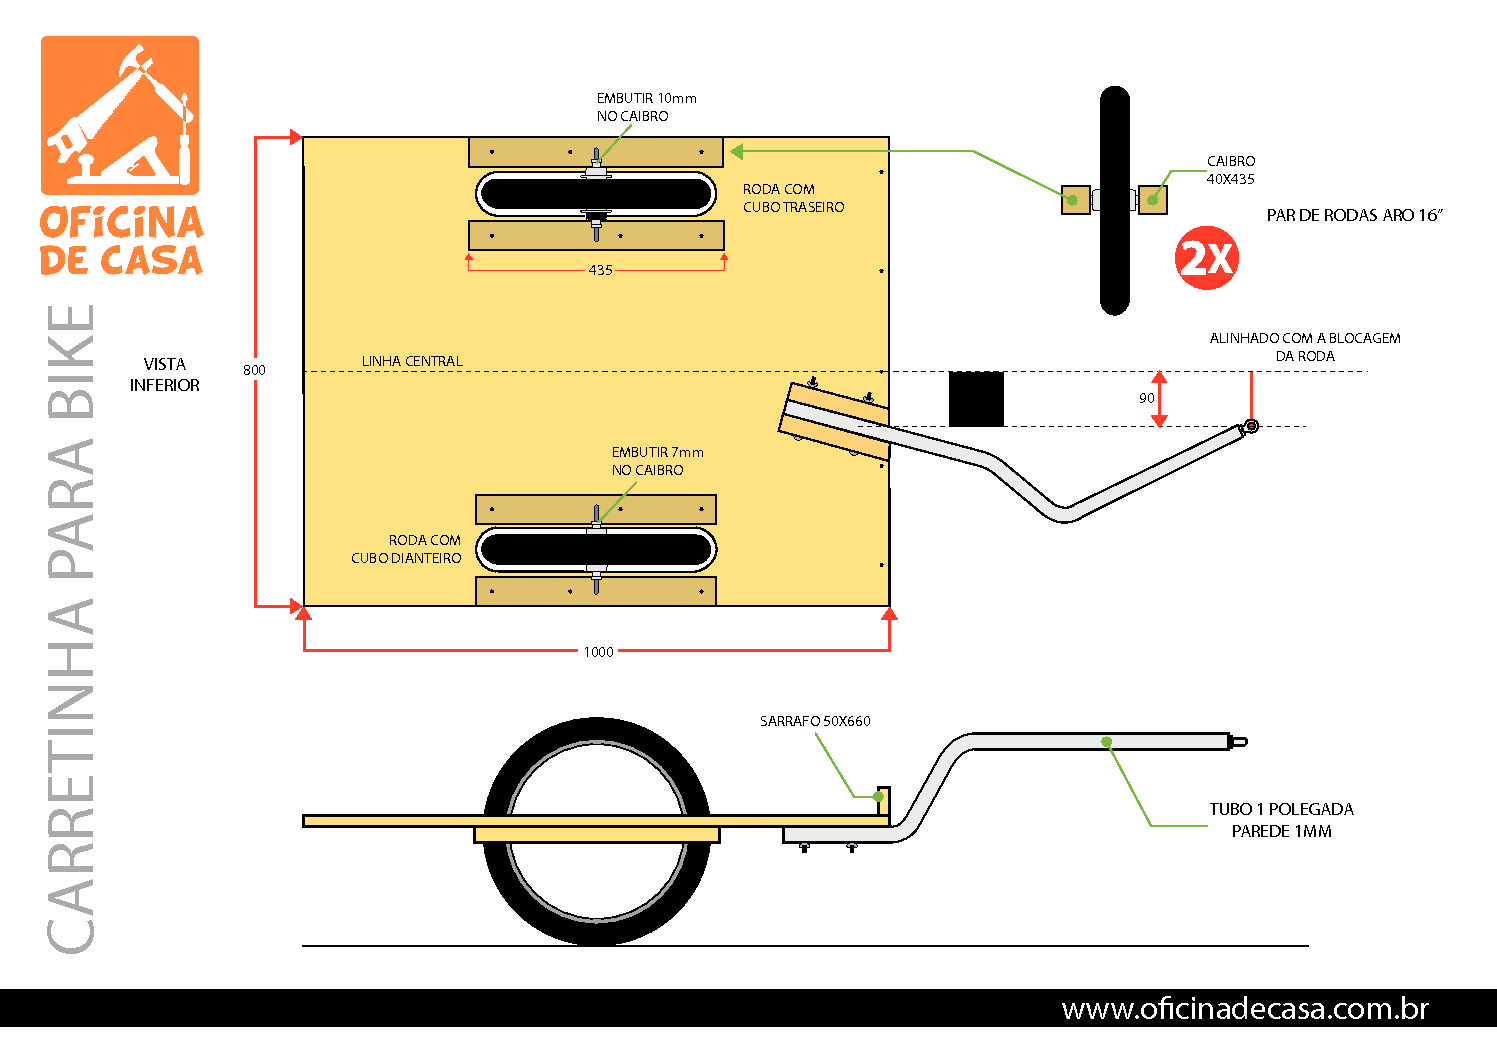 OFiCiNA
DE CASA
CARRETINHA PARA BIKE
EMBUTIR 10mm
NO CAIBRO
CAIBRO
40X435
RODA COM
CUBO TRASEIRO
PAR DE RODAS ARO 16”
2X
435
ALINHADO COM A BLOCAGEM
DA RODA
VISTA
INFERIOR
800
LINHA CENTRAL
90
EMBUTIR 7mm
NO CAIBRO
RODA COM
CUBO DIANTEIRO
1000
SARRAFO 50X660
TUBO 1 POLEGADA
PAREDE 1MM
www.oficinadecasa.com.br